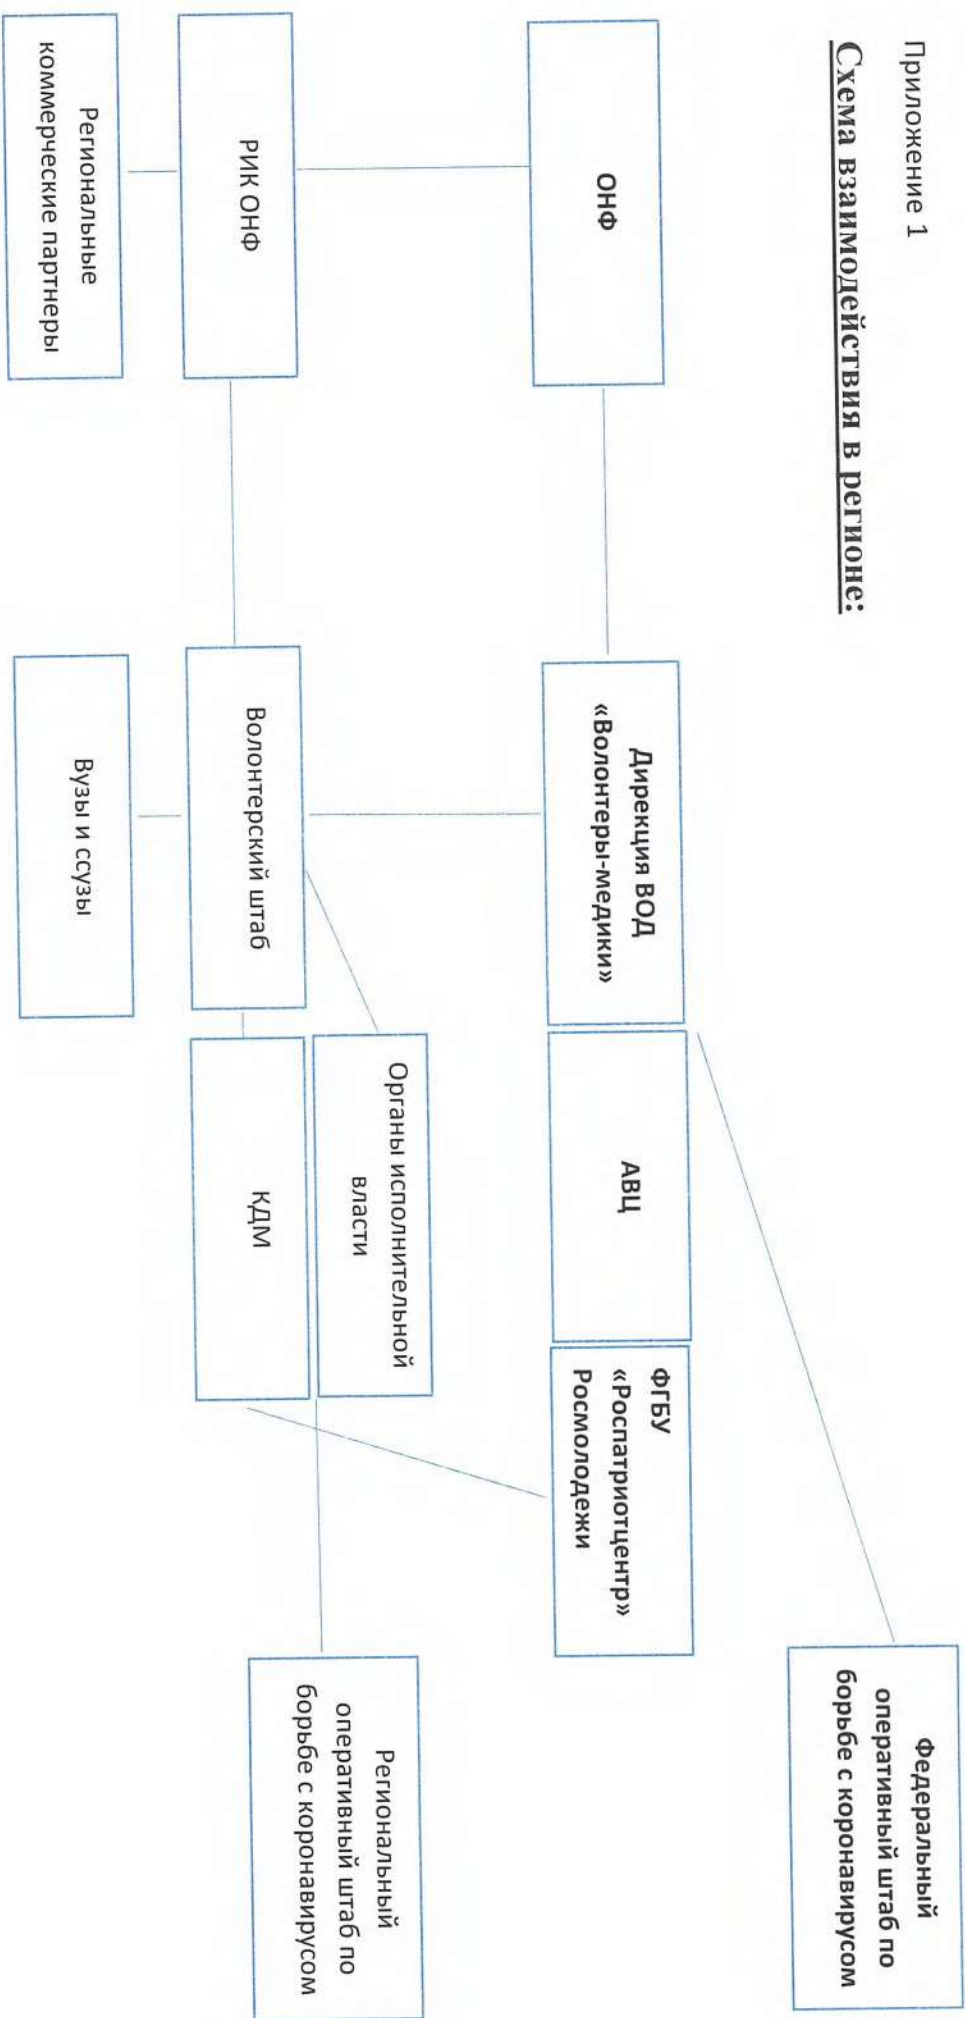 Приложение 1
Схема взаимодействия в регионе:
Федеральный
оперативный штаб по
борьбе с коронавирусом
ОНФ
Дирекция ВОД
«Волонтеры-медики»
АВЦ
ФГБУ
«Роспатриотцентр»
Росмолодежи
Органы исполнительной
власти
Региональный
оперативный штаб по
борьбе с коронавирусом
РИК ОНФ
Волонтерский штаб
КДМ
Региональные
коммерческие партнеры
Вузы и ссузы